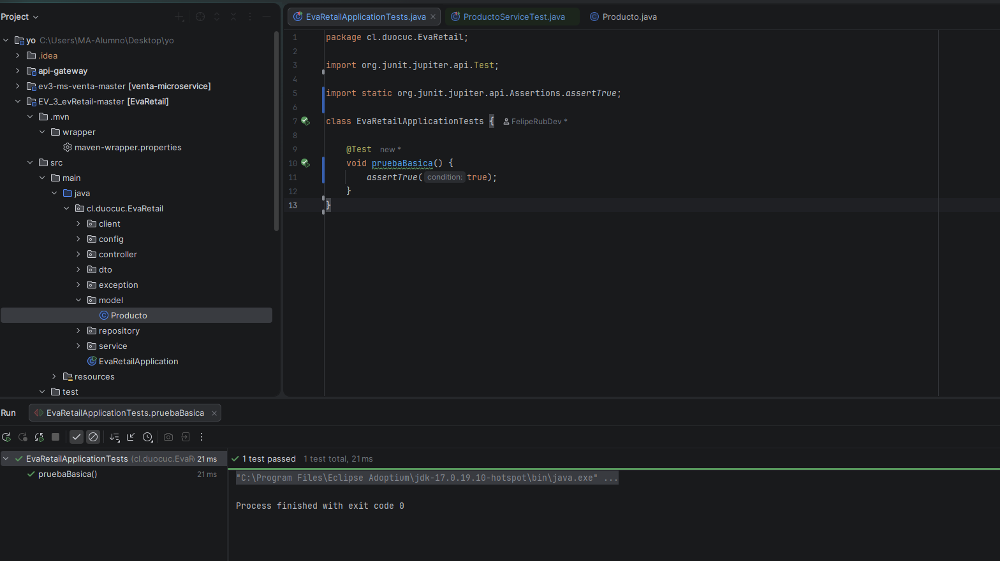 Project
yo C:\Users\MA-Alumno\Desktop\yo
.idea
api-gateway
ev3-ms-venta-master [venta-microservice]
EV_3_evRetail-master [EvaRetail]
.mvn
wrapper
maven-wrapper.properties
src
main
java
cl.duocuc.EvaRetail
client
config
controller
dto
exception
model
Producto
repository
service
EvaRetailApplication
resources
test
EvaRetailApplicationTests.java
ProductoServiceTest.java
Producto.java
1 package cl.duocuc.EvaRetail;
2
3 import org.junit.jupiter.api.Test;
4
5 import static org.junit.jupiter.api.Assertions.assertTrue;
6
7 class EvaRetailApplicationTests { FelipeRubDev *
8
9 @Test new *
10 void pruebaBasica() {
11 assertTrue( condition: true);
12 }
13 }
Run EvaRetailApplicationTests.pruebaBasica
EvaRetailApplicationTests (cl.duocuc.EvaR 21 ms
pruebaBasica() 21 ms
1 test passed 1 test total, 21 ms
"C:\Program Files\Eclipse Adoptium\jdk-17.0.19.10-hotspot\bin\java.exe" ...
Process finished with exit code 0